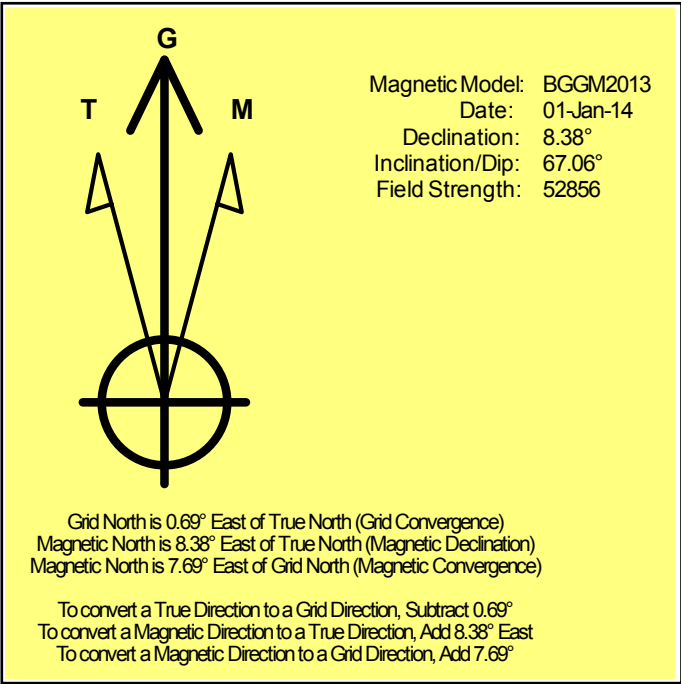 G
T M
Magnetic Model: BGGM2013
Date: 01-Jan-14
Declination: 8.38°
Inclination/Dip: 67.06°
Field Strength: 52856
Grid North is 0.69° East of True North (Grid Convergence)
Magnetic North is 8.38° East of True North (Magnetic Declination)
Magnetic North is 7.69° East of Grid North (Magnetic Convergence)
To convert a True Direction to a Grid Direction, Subtract 0.69°
To convert a Magnetic Direction to a True Direction, Add 8.38° East
To convert a Magnetic Direction to a Grid Direction, Add 7.69°